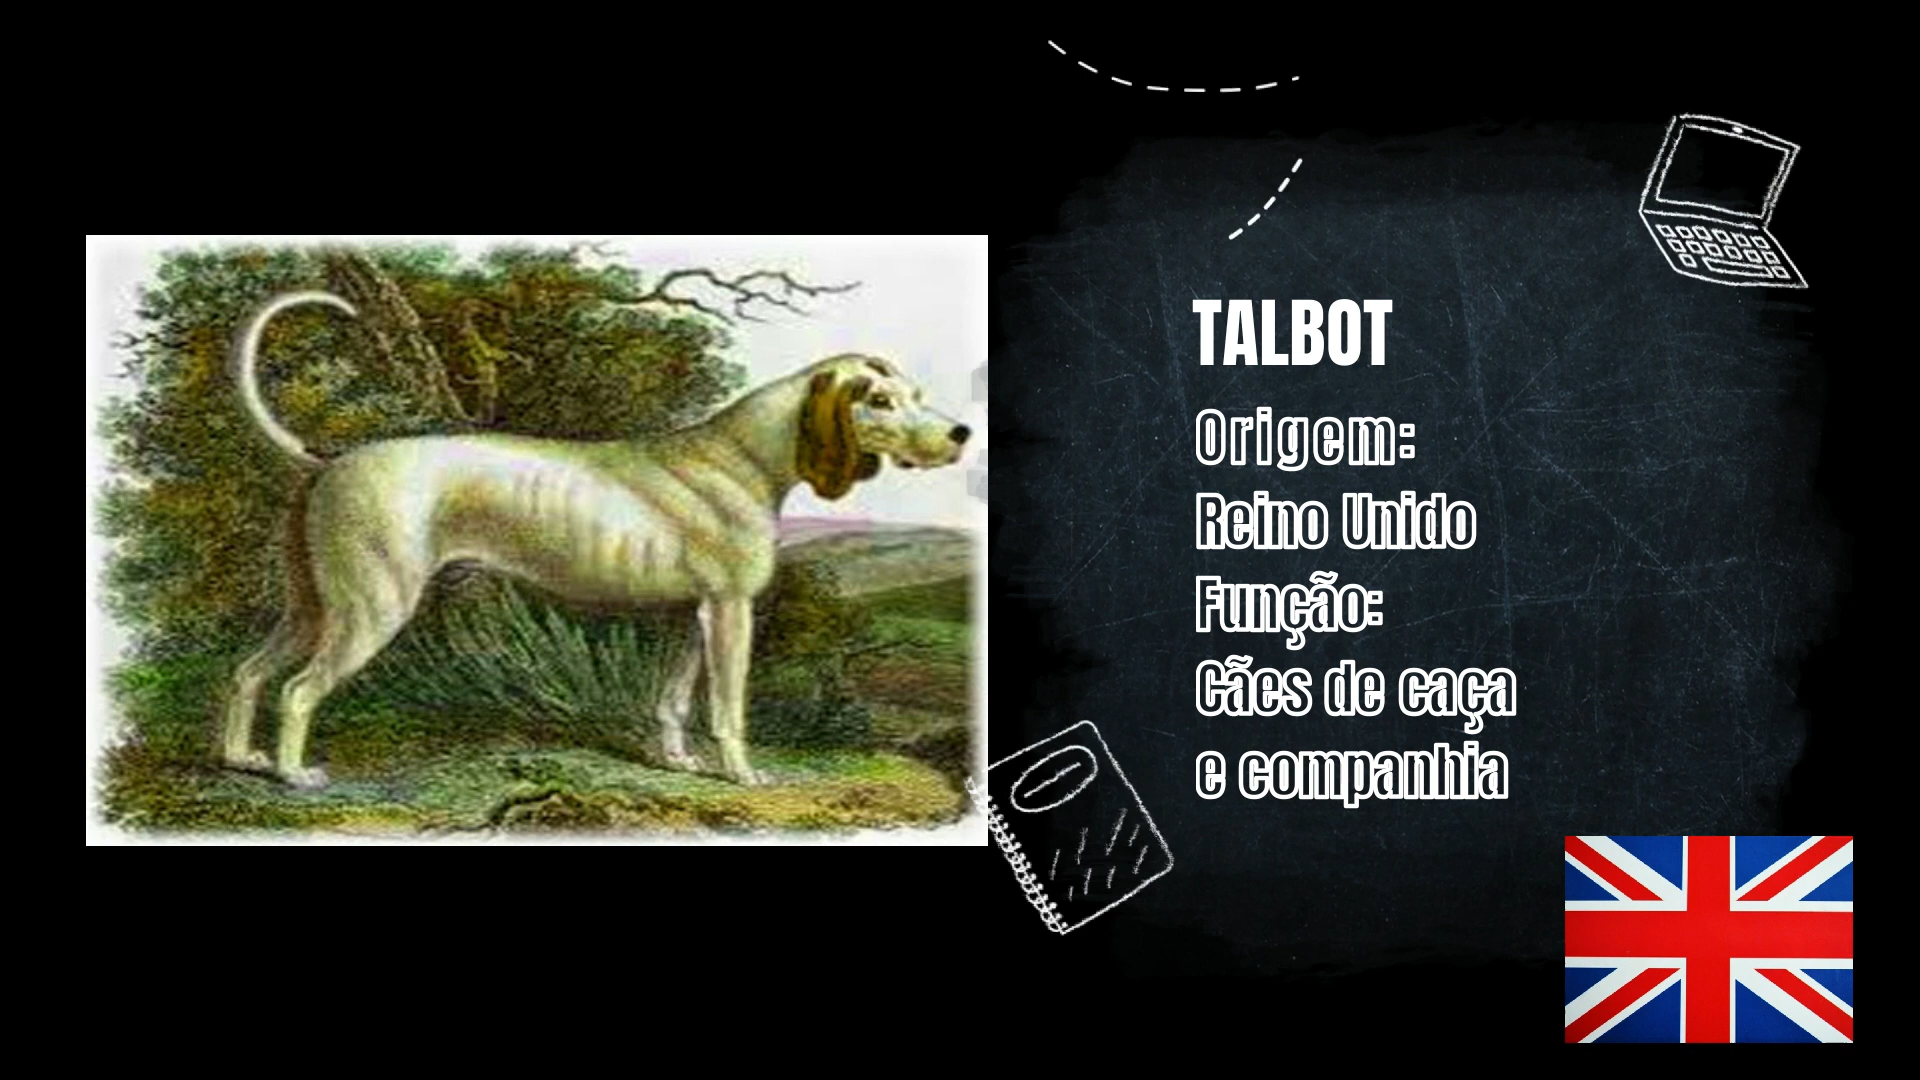 TALBOT
Origem:
Reino Unido
Função:
Cães de caça
e companhia